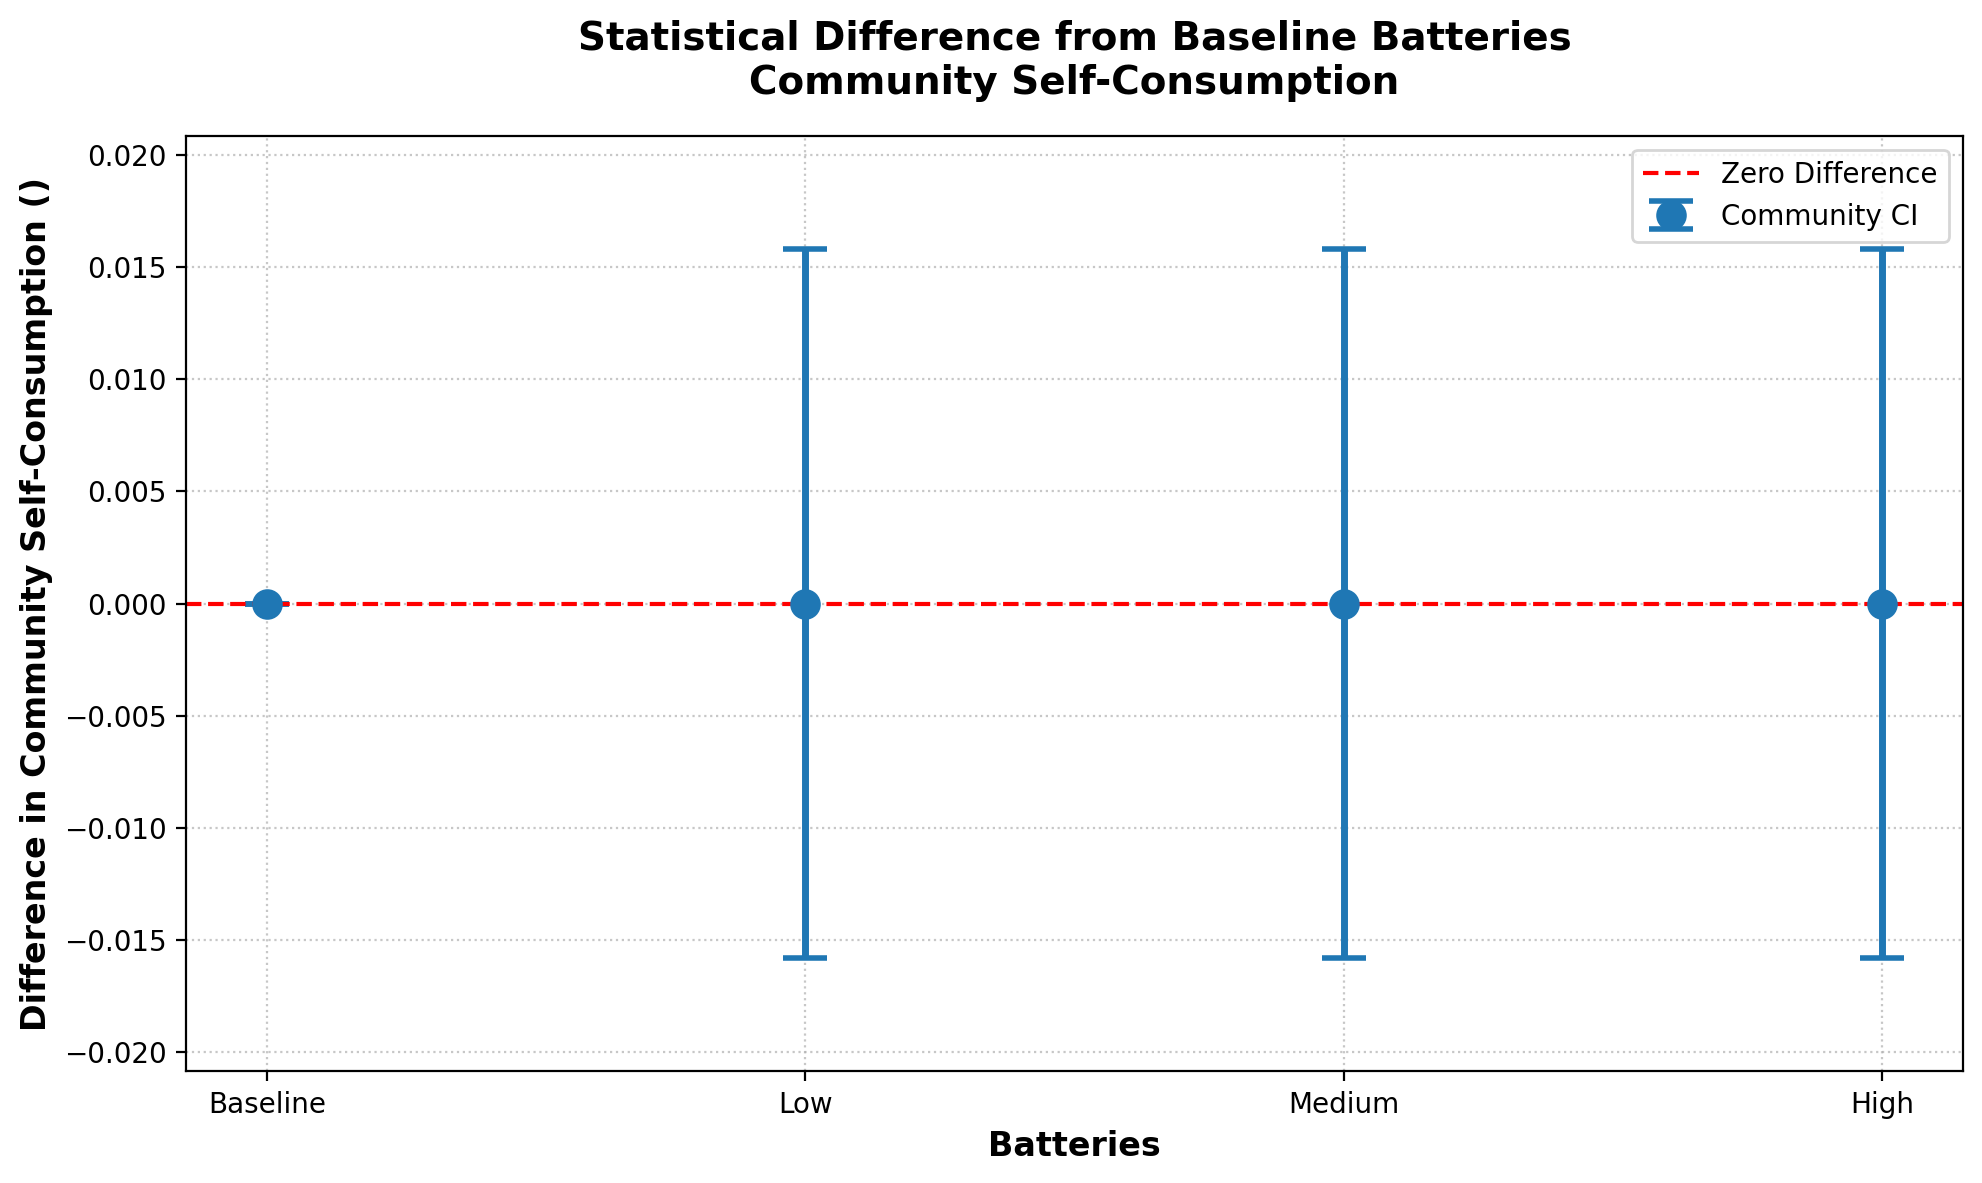 Statistical Difference from Baseline Batteries
Community Self-Consumption
Difference in Community Self-Consumption ()
0.020
0.015
0.010
0.005
0.000
−0.005
−0.010
−0.015
−0.020
Zero Difference
Community CI
Baseline
Low
Medium
High
Batteries